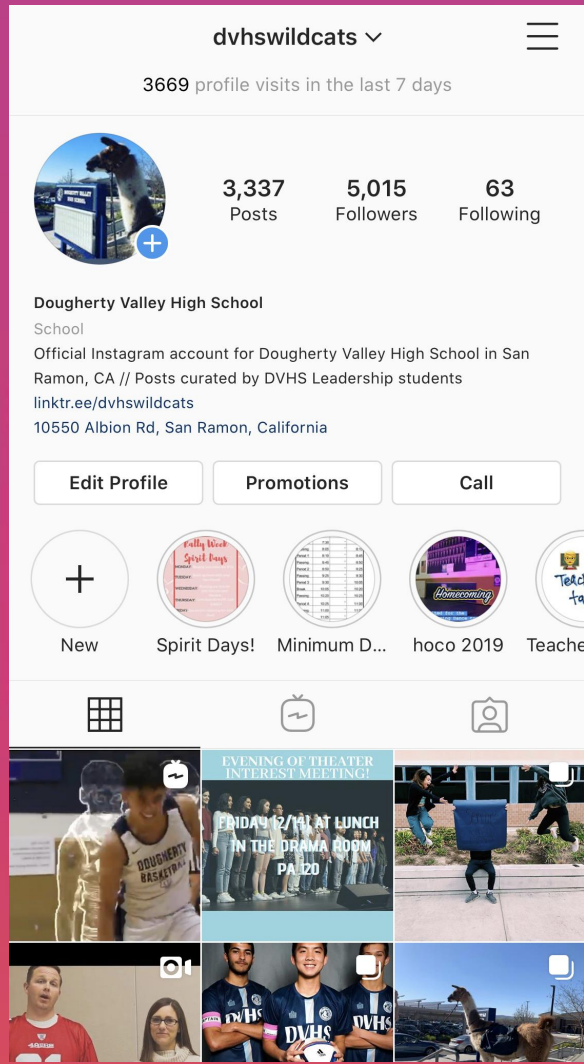 dvhswildcats
3669 profile visits in the last 7 days
3,337
Posts
5,015
Followers
63
Following
Dougherty Valley High School
School
Official Instagram account for Dougherty Valley High School in San
Ramon, CA // Posts curated by DVHS Leadership students
linktr.ee/dvhswildcats
10550 Albion Rd, San Ramon, California
Edit Profile
Promotions
Call
Rally Week
Spirit Days
Homecoming
New
Spirit Days!
Minimum D...
hoco 2019
Teache
EVENING OF THEATER
INTEREST MEETING!
FRIDAY (2/14) AT LUNCH
IN THE DRAMA ROOM
PA 120
DOUGHERTY
BASKETBALL
DVHS
DVHS